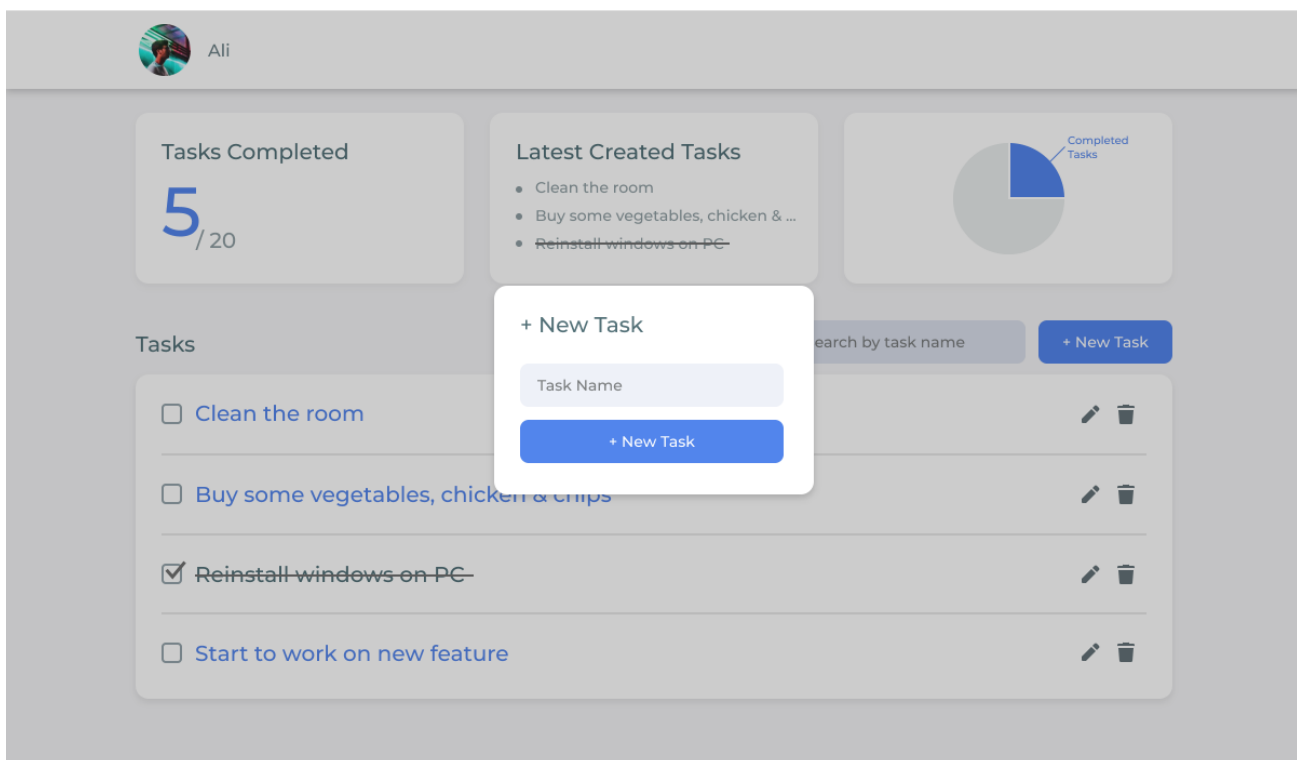 Ali
Tasks Completed
5/ 20
Latest Created Tasks
Clean the room
Buy some vegetables, chicken & ...
Reinstall windows on PC
Completed
Tasks
Tasks
earch by task name
+ New Task
+ New Task
Task Name
+ New Task
Clean the room
Buy some vegetables, chicken & chips
Reinstall windows on PC
Start to work on new feature